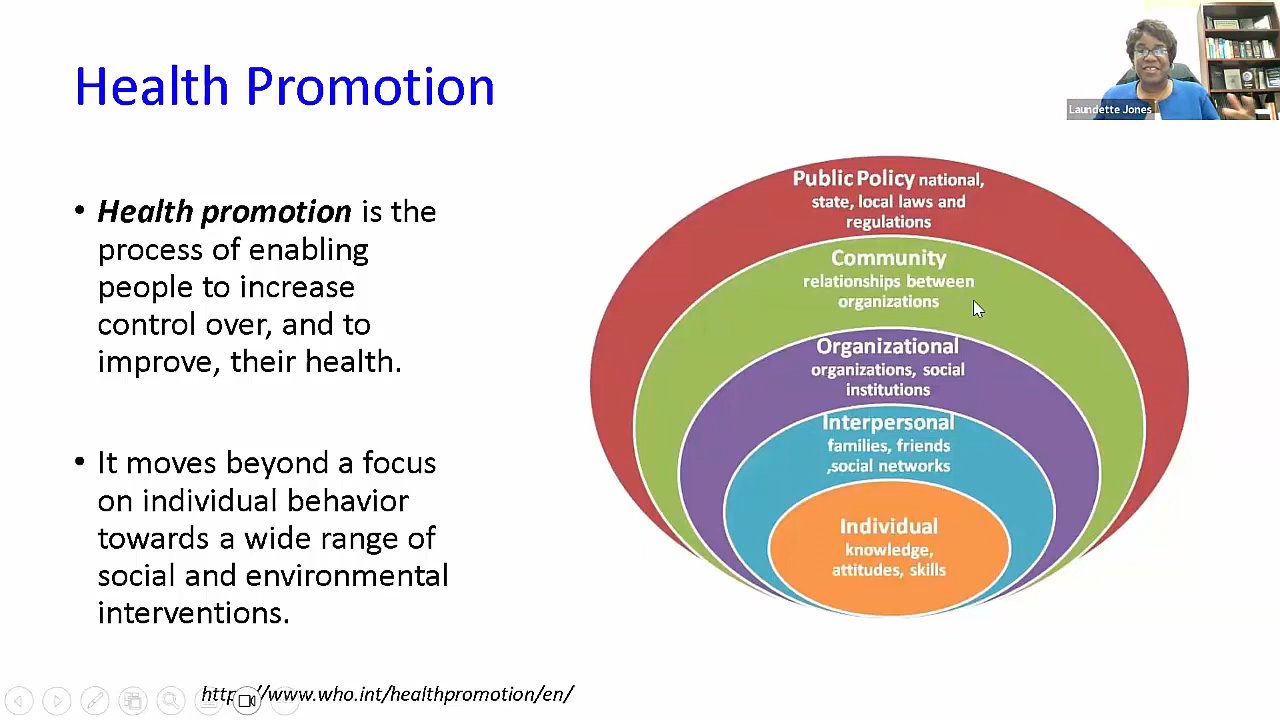 Health Promotion
Laundette Jones
• Health promotion is the
process of enabling
people to increase
control over, and to
improve, their health.
• It moves beyond a focus
on individual behavior
towards a wide range of
social and environmental
interventions.
Public Policy national,
state, local laws and
regulations
Community
relationships between
organizations
Organizational
organizations, social
institutions
Interpersonal
families, friends
,social networks
Individual
knowledge,
attitudes, skills
http://www.who.int/healthpromotion/en/